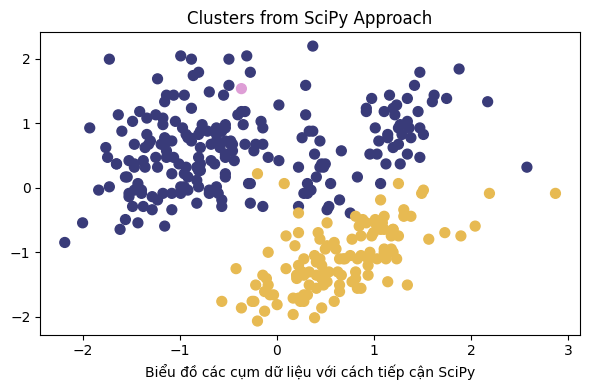 Clusters from SciPy Approach
2
1
0
−1
−2
−2 −1 0 1 2 3
Biểu đồ các cụm dữ liệu với cách tiếp cận SciPy